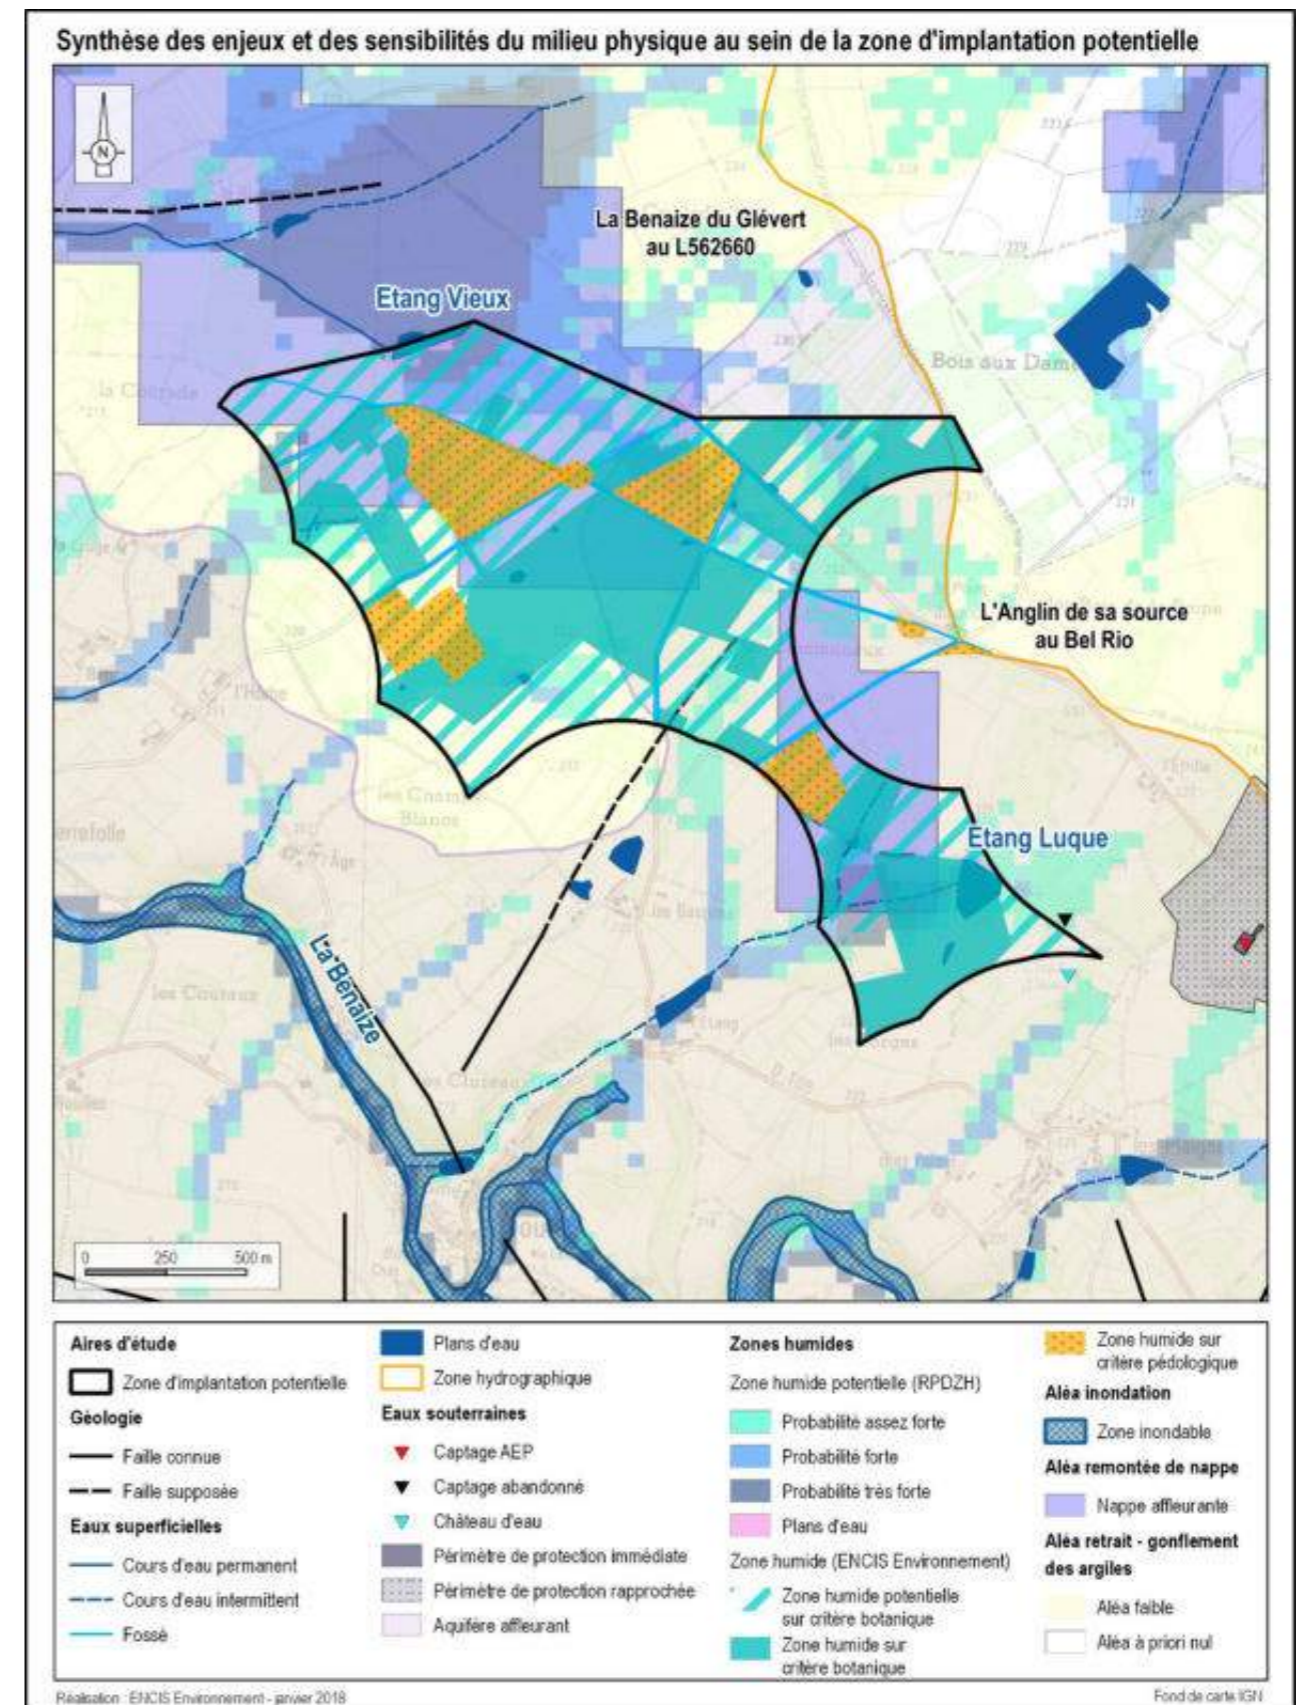 Synthèse des enjeux et des sensibilités du milieu physique au sein de la zone d'implantation potentielle
N
La Benaize du Glévert
au L562660
Etang Vieux
la Courade
Bois aux Dames
L'Anglin de sa source
au Bel Rio
Etang Luque
La Benaize
les Couteaux
0 250 500 m
Aires d'étude
Zone d'implantation potentielle
Géologie
Faille connue
Faille supposée
Eaux superficielles
Cours d'eau permanent
Cours d'eau intermittent
Fossé
Plans d'eau
Zone hydrographique
Eaux souterraines
Captage AEP
Captage abandonné
Château d'eau
Périmètre de protection immédiate
Périmètre de protection rapprochée
Aquifère affleurant
Zones humides
Zone humide potentielle (RPDZH)
Probabilité assez forte
Probabilité forte
Probabilité très forte
Plans d'eau
Zone humide (ENCIS Environnement)
Zone humide potentielle
sur critère botanique
Zone humide sur
critère botanique
Zone humide sur
critère pédologique
Aléa inondation
Zone inondable
Aléa remontée de nappe
Nappe affleurante
Aléa retrait - gonflement
des argiles
Aléa faible
Aléa à priori nul
Réalisation : ENCIS Environnement - janvier 2018
Fond de carte IGN